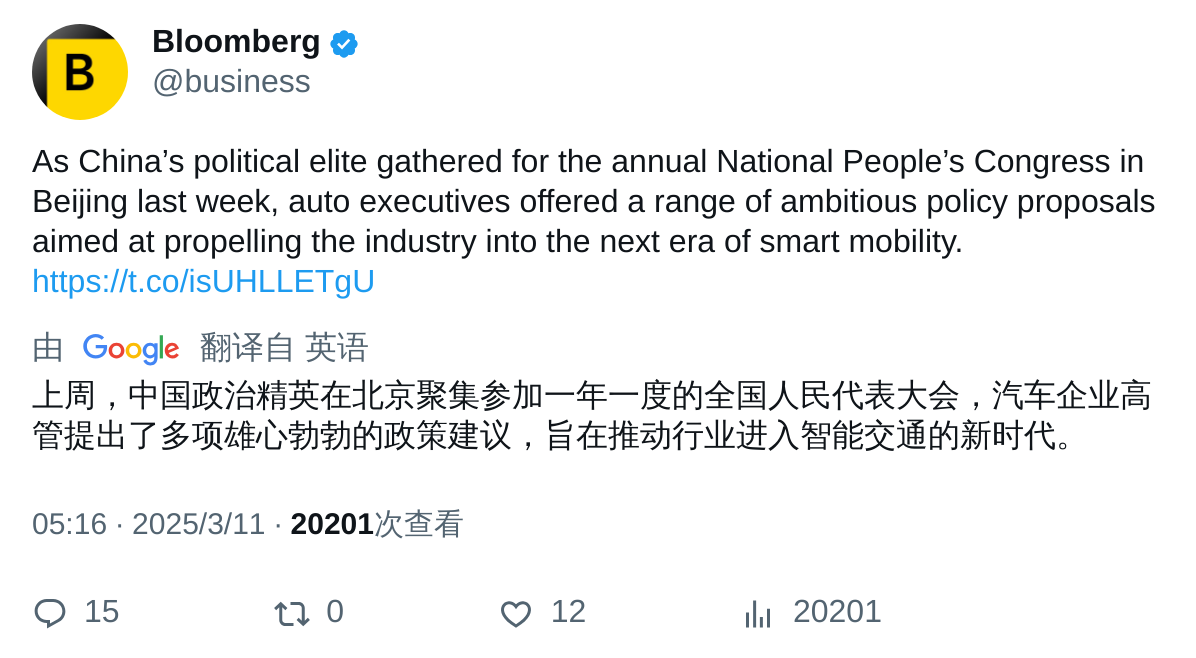 B
Bloomberg
@business
As China’s political elite gathered for the annual National People’s Congress in
Beijing last week, auto executives offered a range of ambitious policy proposals
aimed at propelling the industry into the next era of smart mobility.
https://t.co/isUHLLETgU
由 Google 翻译自 英语
上周，中国政治精英在北京聚集参加一年一度的全国人民代表大会，汽车企业高
管提出了多项雄心勃勃的政策建议，旨在推动行业进入智能交通的新时代。
05:16 · 2025/3/11 · 20201次查看
15 0 12 20201